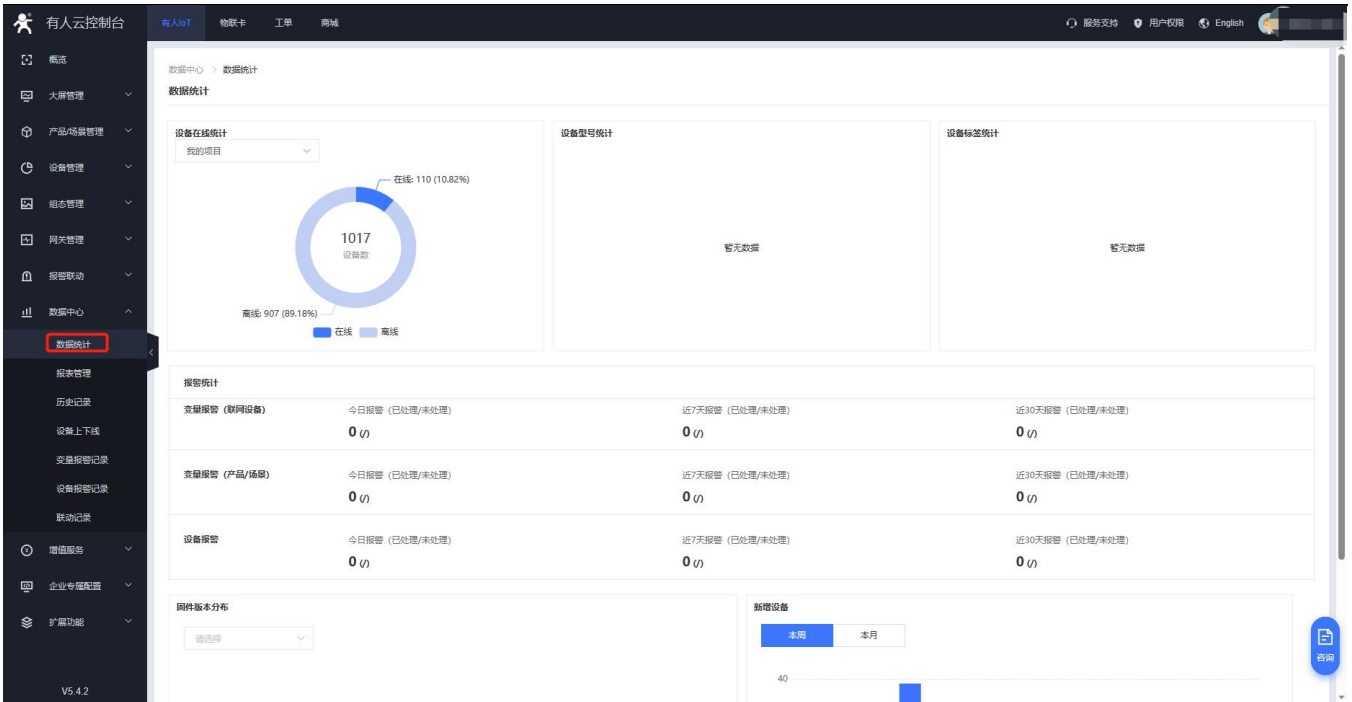 有人云控制台 有人IoT 物联卡 工单 商城 服务支持 用户权限 English
概览
大屏管理
产品/场景管理
设备管理
组态管理
网关管理
报警联动
数据中心
数据统计
报表管理
历史记录
设备上下线
变量报警记录
设备报警记录
联动记录
增值服务
企业专属配置
扩展功能
V5.4.2
数据中心 > 数据统计
数据统计
设备在线统计
我的项目
在线: 110 (10.82%)
1017
设备数
离线: 907 (89.18%)
在线 离线
设备型号统计
暂无数据
设备标签统计
暂无数据
报警统计
变量报警（联网设备） 今日报警（已处理/未处理） 近7天报警（已处理/未处理） 近30天报警（已处理/未处理）
0 (/) 0 (/) 0 (/)
变量报警（产品/场景） 今日报警（已处理/未处理） 近7天报警（已处理/未处理） 近30天报警（已处理/未处理）
0 (/) 0 (/) 0 (/)
设备报警 今日报警（已处理/未处理） 近7天报警（已处理/未处理） 近30天报警（已处理/未处理）
0 (/) 0 (/) 0 (/)
固件版本分布
请选择
新增设备
本周 本月
40
咨询